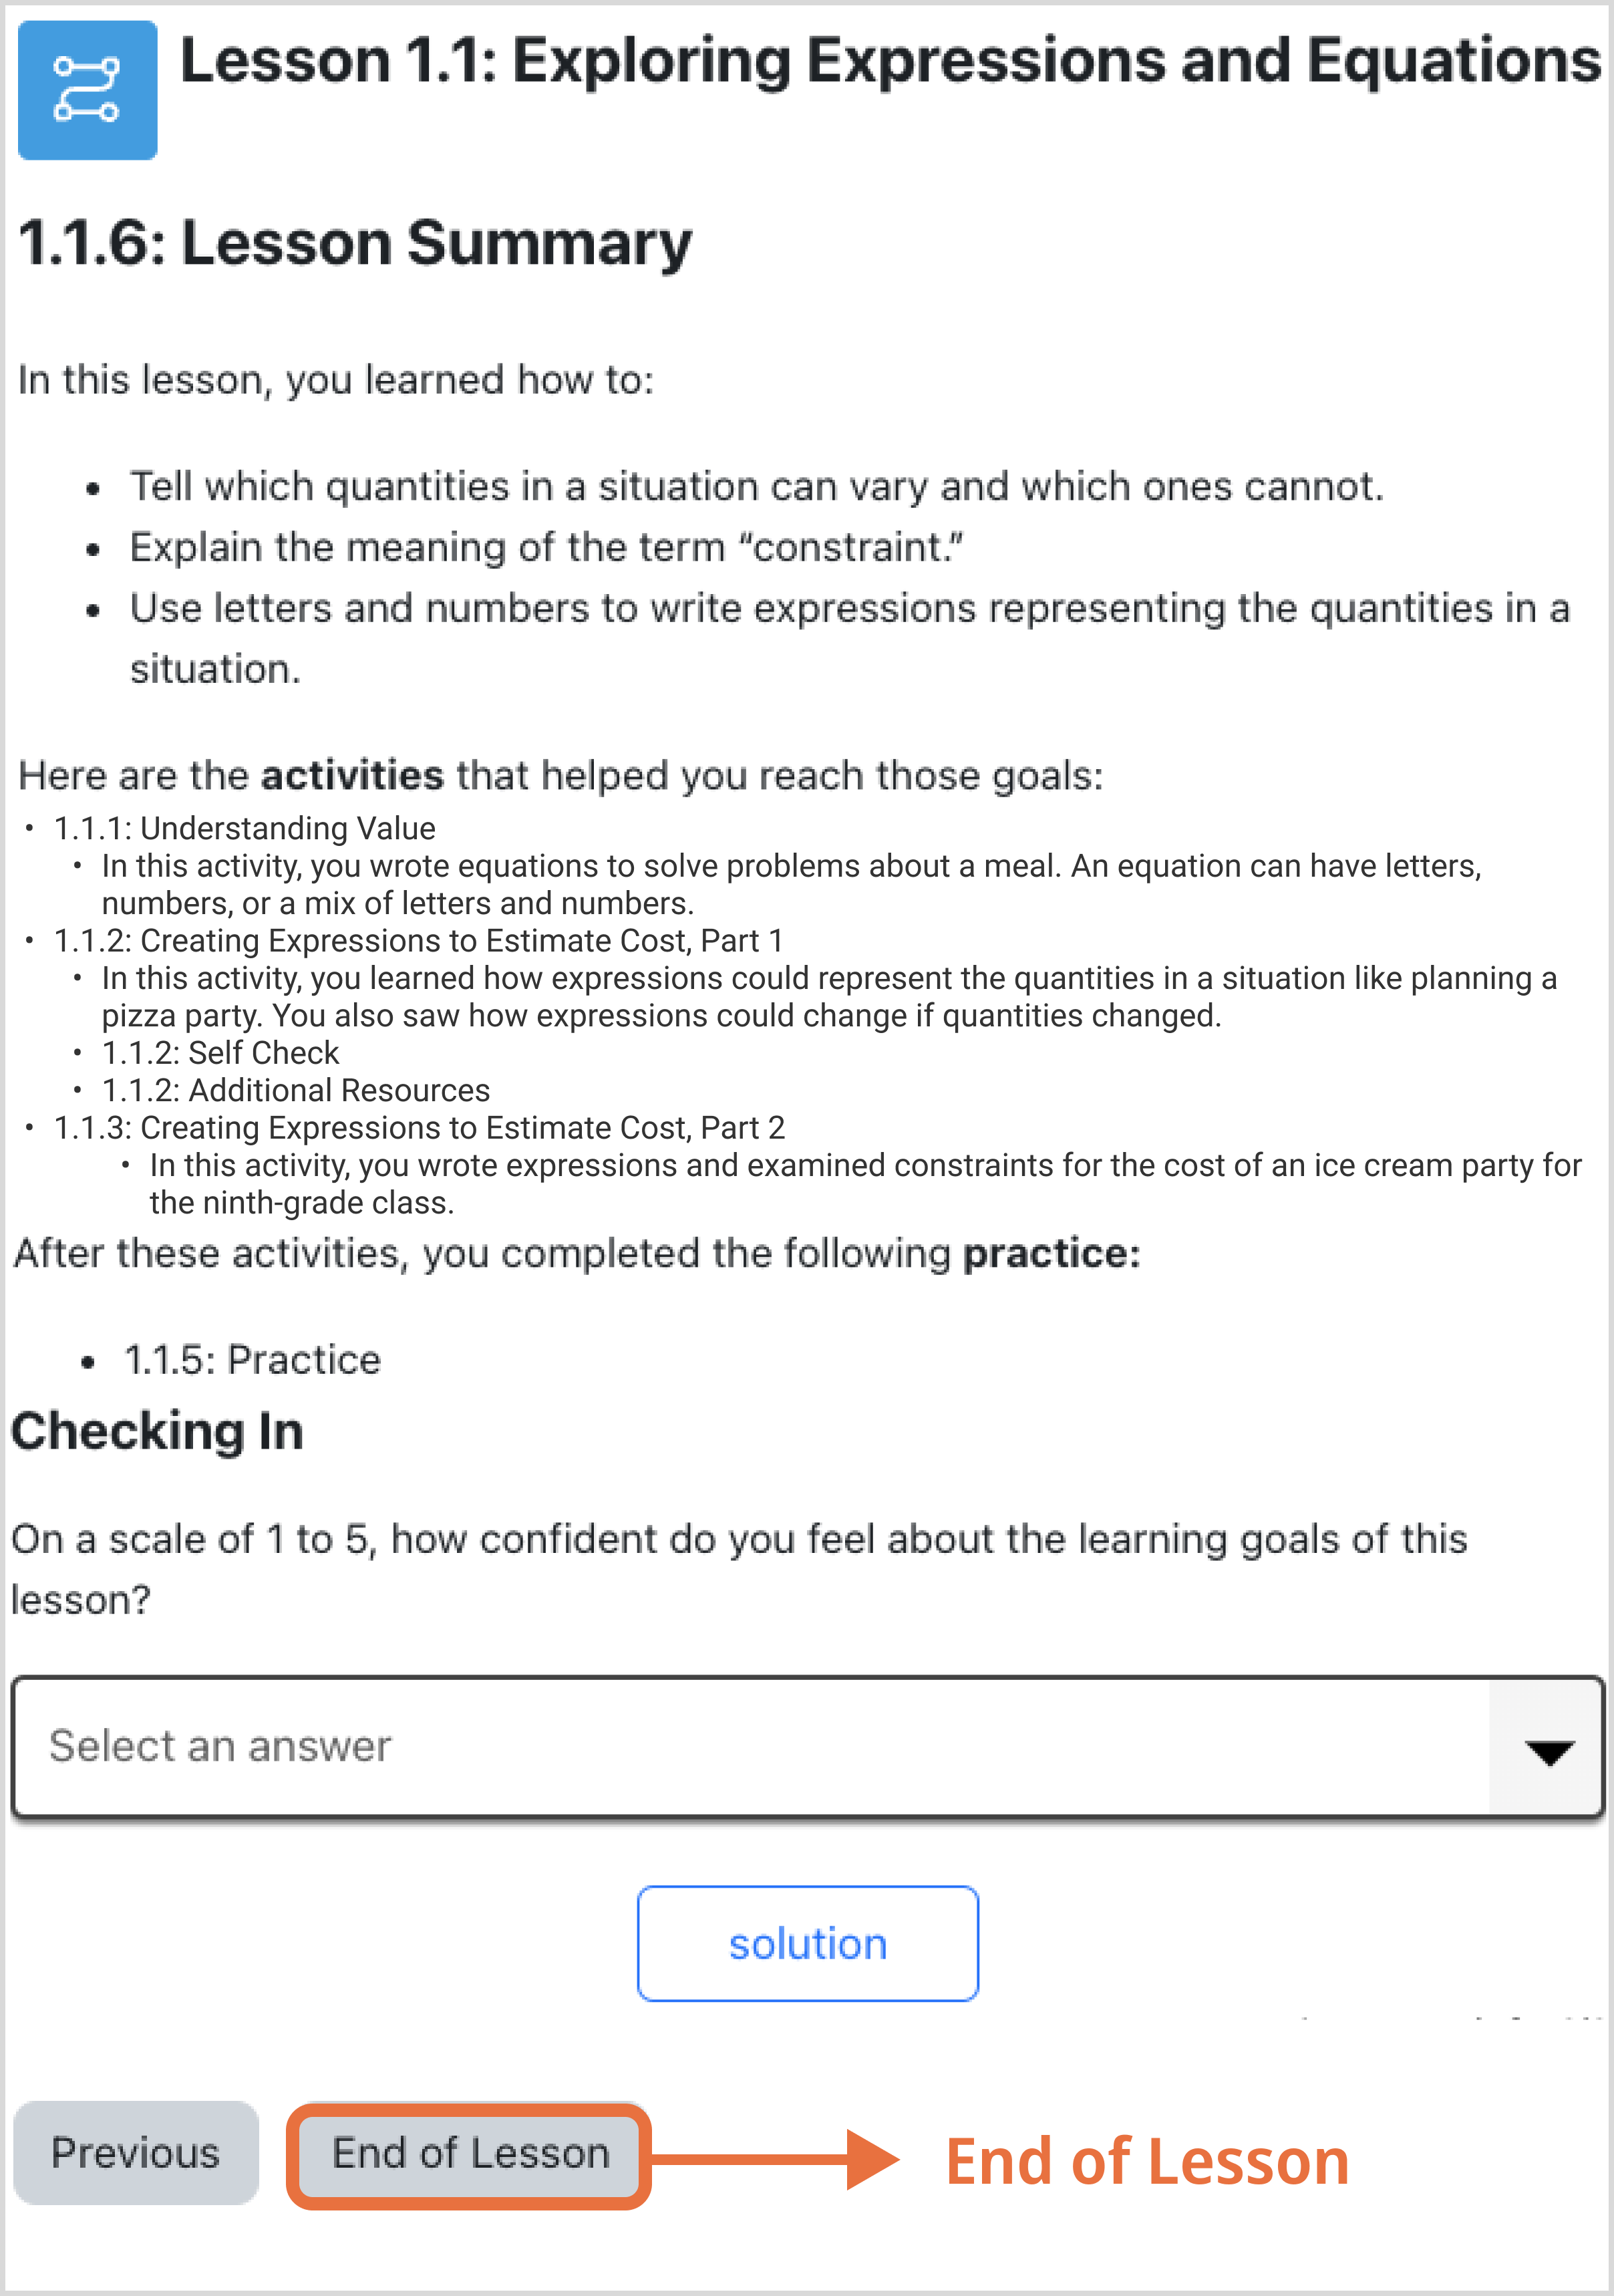 Lesson 1.1: Exploring Expressions and Equations
1.1.6: Lesson Summary
In this lesson, you learned how to:
• Tell which quantities in a situation can vary and which ones cannot.
• Explain the meaning of the term “constraint.”
• Use letters and numbers to write expressions representing the quantities in a
situation.
Here are the activities that helped you reach those goals:
• 1.1.1: Understanding Value
• In this activity, you wrote equations to solve problems about a meal. An equation can have letters,
numbers, or a mix of letters and numbers.
• 1.1.2: Creating Expressions to Estimate Cost, Part 1
• In this activity, you learned how expressions could represent the quantities in a situation like planning a
pizza party. You also saw how expressions could change if quantities changed.
• 1.1.2: Self Check
• 1.1.2: Additional Resources
• 1.1.3: Creating Expressions to Estimate Cost, Part 2
• In this activity, you wrote expressions and examined constraints for the cost of an ice cream party for
the ninth-grade class.
After these activities, you completed the following practice:
• 1.1.5: Practice
Checking In
On a scale of 1 to 5, how confident do you feel about the learning goals of this
lesson?
Select an answer
solution
Previous
End of Lesson
End of Lesson